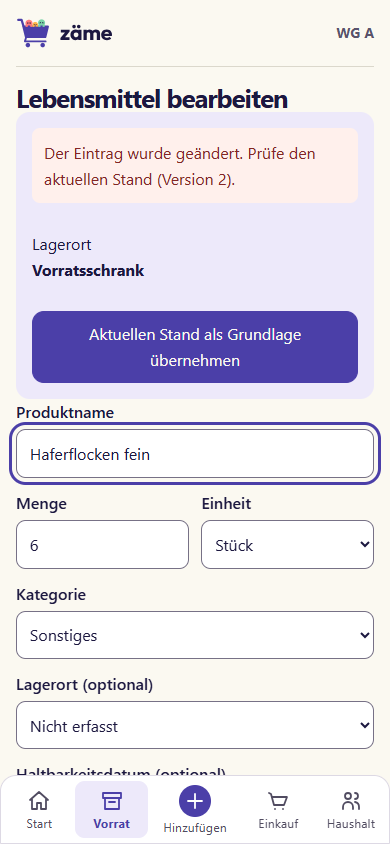 zäme
WG A
Lebensmittel bearbeiten
Der Eintrag wurde geändert. Prüfe den
aktuellen Stand (Version 2).
Lagerort
Vorratsschrank
Aktuellen Stand als Grundlage
übernehmen
Produktname
Haferflocken fein
Menge
Einheit
6
Stück
Kategorie
Sonstiges
Lagerort (optional)
Nicht erfasst
Haltbarkeitsdatum (optional)
Start
Vorrat
Hinzufügen
Einkauf
Haushalt